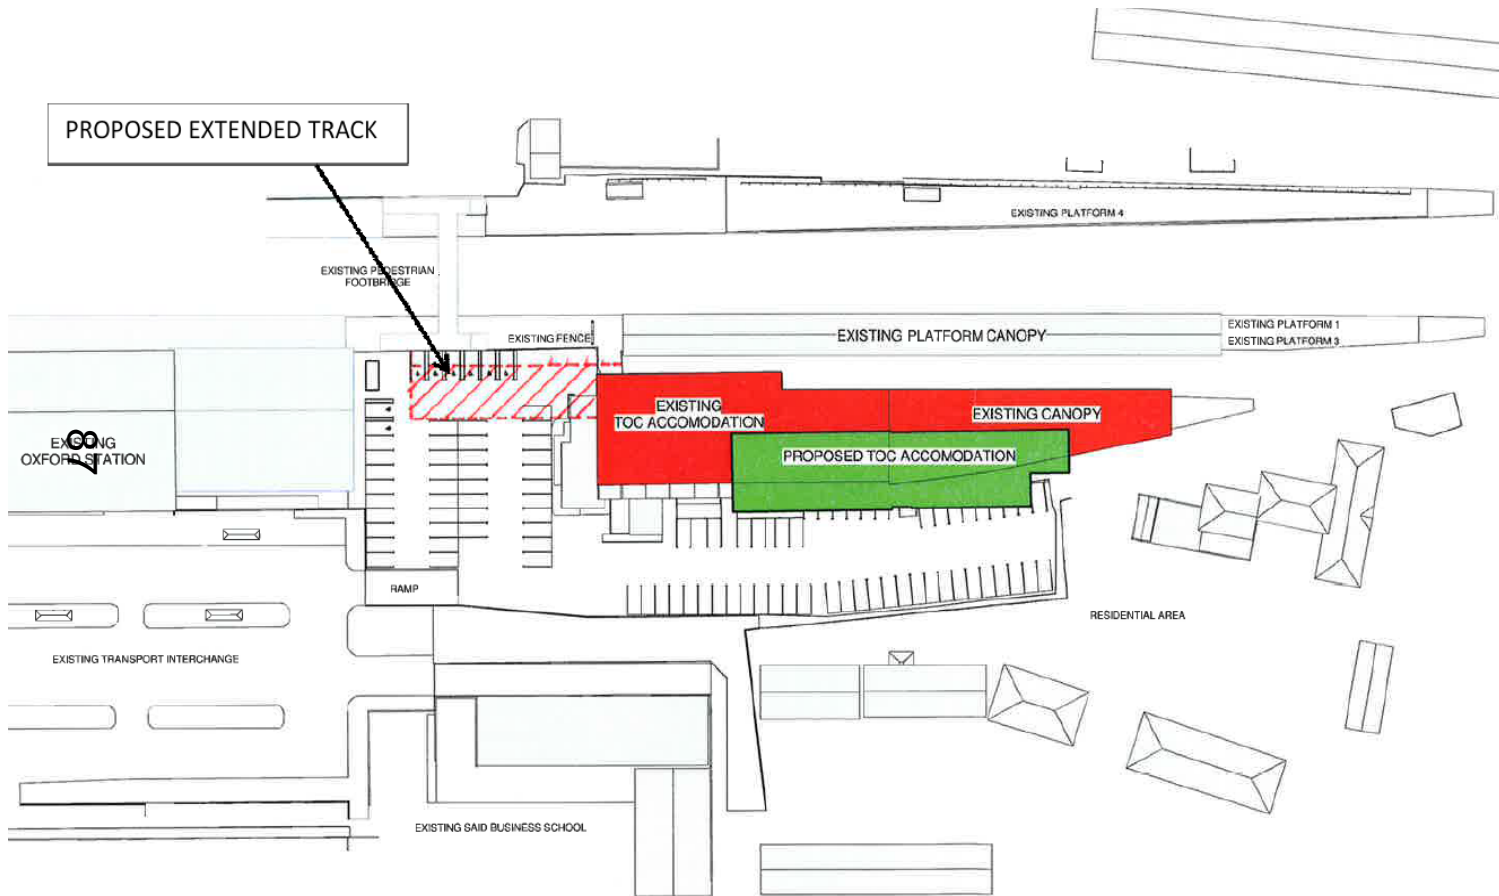 PROPOSED EXTENDED TRACK
EXISTING PLATFORM 4
EXISTING PEDESTRIAN
FOOTBRIDGE
EXISTING FENCE
EXISTING PLATFORM CANOPY
EXISTING PLATFORM 1
EXISTING PLATFORM 3
EXISTING
TOC ACCOMODATION
EXISTING CANOPY
EXISTING
OXFORD STATION
87
PROPOSED TOC ACCOMODATION
RAMP
RESIDENTIAL AREA
EXISTING TRANSPORT INTERCHANGE
EXISTING SAID BUSINESS SCHOOL